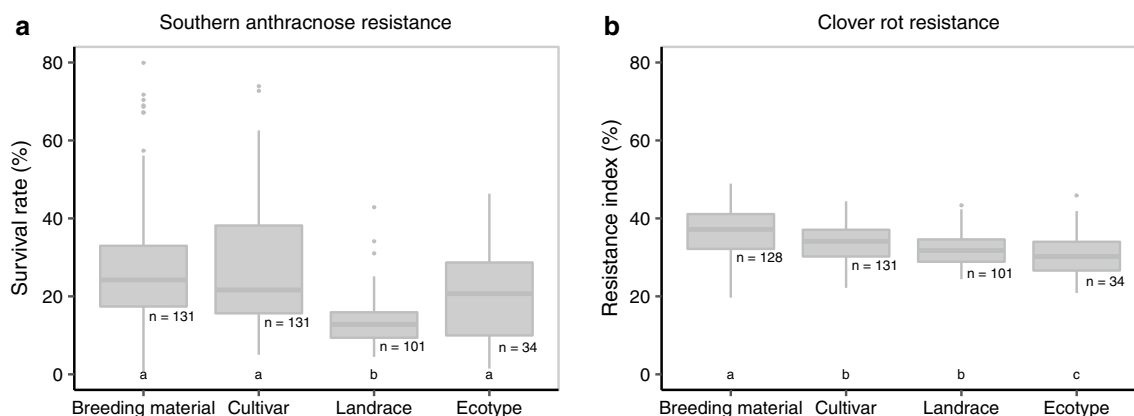 a
Southern anthracnose resistance
Survival rate (%)
80
60
40
20
0
n = 131
n = 131
n = 101
n = 34
a
a
b
a
Breeding material
Cultivar
Landrace
Ecotype
b
Clover rot resistance
Resistance index (%)
80
60
40
20
0
n = 128
n = 131
n = 101
n = 34
a
b
b
c
Breeding material
Cultivar
Landrace
Ecotype